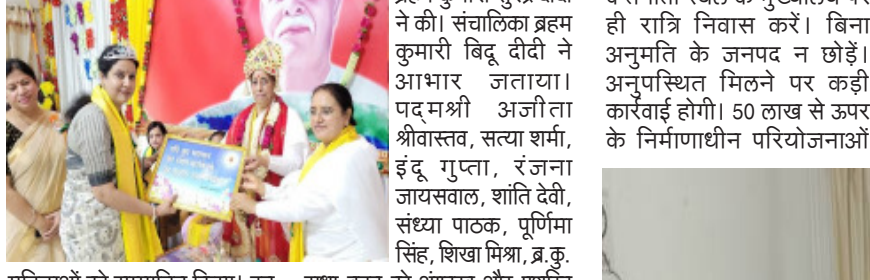 ने की। संचालिका ब्रहम
कुमारी बिदू दीदी ने
आभार जताया।
पद्मश्री अजीता
श्रीवास्तव, सत्या शर्मा,
इंदू गुप्ता, रंजना
जायसवाल, शांति देवी,
संध्या पाठक, पूर्णिमा
सिंह, शिखा मिश्रा, ब्र.कु.
ही रात्रि निवास करें। बिना
अनुमति के जनपद न छोड़ें।
अनुपस्थित मिलने पर कड़ी
कार्रवाई होगी। 50 लाख से ऊपर
के निर्माणाधीन परियोजनाओं